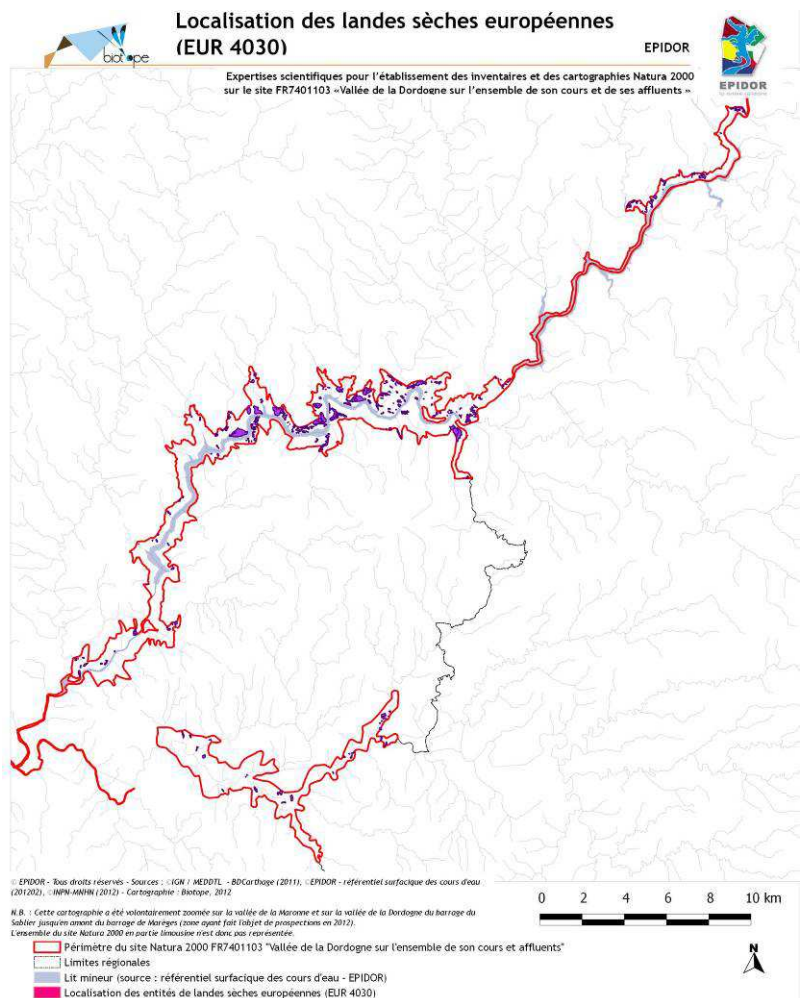 Localisation des landes sèches européennes
(EUR 4030)
biotope
EPIDOR
EPIDOR
Expertises scientifiques pour l'établissement des inventaires et des cartographies Natura 2000
sur le site FR7401103 «Vallée de la Dordogne sur l'ensemble de son cours et de ses affluents »
© EPIDOR - Tous droits réservés - Sources : ©IGN / MEDDTL - BDCarthage (2011), ©EPIDOR - référentiel surfacique des cours d'eau
(201202), ©INPN-MNHN (2012) - Cartographie : Biotope, 2012
N.B. : Cette cartographie a été volontairement zoomée sur la vallée de la Maronne et sur la vallée de la Dordogne du barrage du
Sablier jusqu'en amont du barrage de Marèges (zone ayant fait l'objet de prospections en 2012).
L'ensemble du site Natura 2000 en partie limousine n'est donc pas représentée.
0 2 4 6 8 10 km
N
Périmètre du site Natura 2000 FR7401103 "Vallée de la Dordogne sur l'ensemble de son cours et affluents"
Limites régionales
Lit mineur (source : référentiel surfacique des cours d'eau - EPIDOR)
Localisation des entités de landes sèches européennes (EUR 4030)